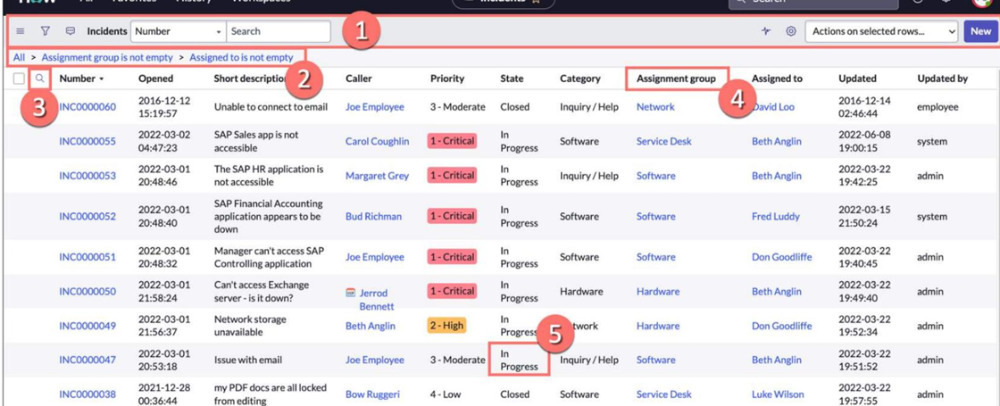 now All Favorites History Workspaces Incidents Search
Incidents Number Search 1 Actions on selected rows... New
All > Assignment group is not empty > Assigned to is not empty
2
Number Opened Short description Caller Priority State Category Assignment group Assigned to Updated Updated by
3 4
INC0000060 2016-12-12 15:19:57 Unable to connect to email Joe Employee 3 - Moderate Closed Inquiry / Help Network David Loo 2016-12-14 02:46:44 employee
INC0000055 2022-03-02 04:47:23 SAP Sales app is not accessible Carol Coughlin 1 - Critical In Progress Software Service Desk Beth Anglin 2022-06-08 19:00:15 system
INC0000053 2022-03-01 20:48:46 The SAP HR application is not accessible Margaret Grey 1 - Critical In Progress Inquiry / Help Software Beth Anglin 2022-03-22 19:42:25 admin
INC0000052 2022-03-01 20:48:40 SAP Financial Accounting application appears to be down Bud Richman 1 - Critical In Progress Software Software Fred Luddy 2022-03-15 21:50:24 system
INC0000051 2022-03-01 20:48:32 Manager can't access SAP Controlling application Joe Employee 1 - Critical In Progress Software Software Don Goodliffe 2022-03-22 19:40:45 admin
INC0000050 2022-03-01 21:58:24 Can't access Exchange server - is it down? Jerrod Bennett 1 - Critical In Progress Hardware Hardware Beth Anglin 2022-03-22 19:49:40 admin
INC0000049 2022-03-01 21:56:37 Network storage unavailable Beth Anglin 2 - High In Progress Network Hardware Don Goodliffe 2022-03-22 19:52:34 admin
5
INC0000047 2022-03-01 20:53:18 Issue with email Joe Employee 3 - Moderate In Progress Inquiry / Help Software Beth Anglin 2022-03-22 19:51:52 admin
INC0000038 2021-12-28 00:36:44 my PDF docs are all locked from editing Bow Ruggeri 4 - Low Closed Software Service Desk Luke Wilson 2022-03-22 19:57:55 admin